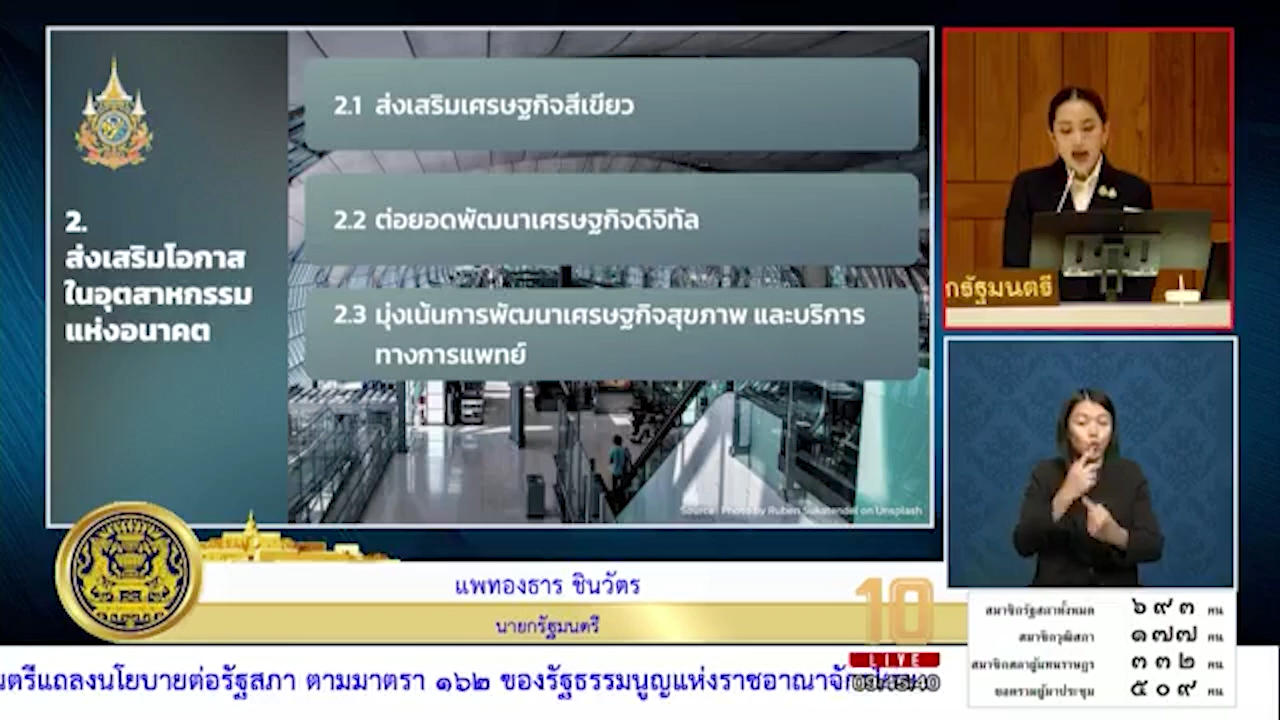 2.
ส่งเสริมโอกาส
ในอุตสาหกรรม
แห่งอนาคต
2.1 ส่งเสริมเศรษฐกิจสีเขียว
2.2 ต่อยอดพัฒนาเศรษฐกิจดิจิทัล
2.3 มุ่งเน้นการพัฒนาเศรษฐกิจสุขภาพ และบริการ
ทางการแพทย์
Source: Photo by Ruben Sukatendel on Unsplash
กรัฐมนตรี
แพทองธาร ชินวัตร
นายกรัฐมนตรี
10
LIVE
สมาชิกรัฐสภาทั้งหมด ๖๙๓ คน
สมาชิกวุฒิสภา ๑๗๗ คน
สมาชิกสภาผู้แทนราษฎร ๓๓๒ คน
ยอดรวมผู้มาประชุม ๕๐๙ คน
นตรีแถลงนโยบายต่อรัฐสภา ตามมาตรา ๑๖๒ ของรัฐธรรมนูญแห่งราชอาณาจัก